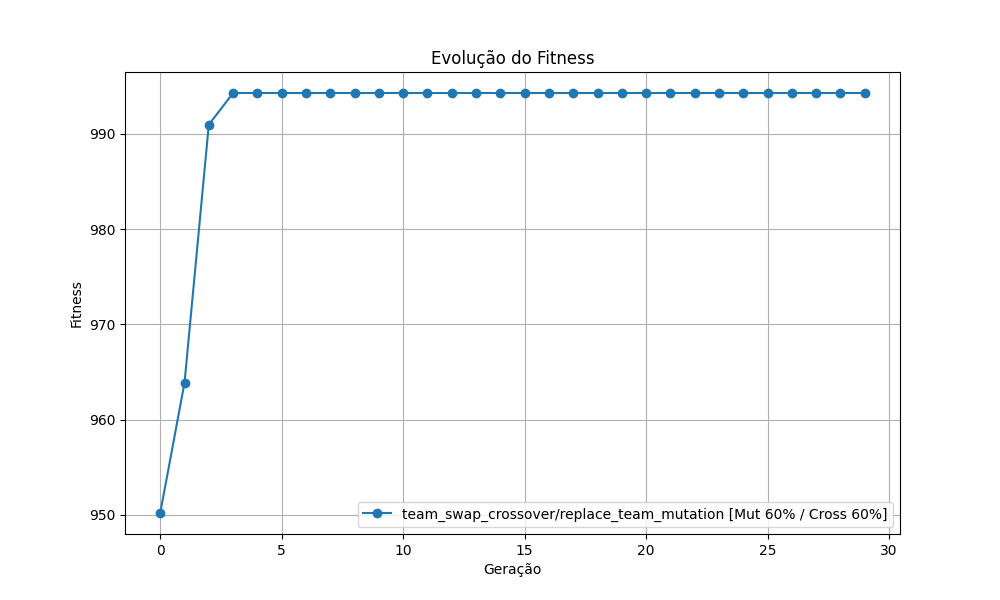 Evolução do Fitness
Fitness
990
980
970
960
950
team_swap_crossover/replace_team_mutation [Mut 60% / Cross 60%]
0 5 10 15 20 25 30
Geração